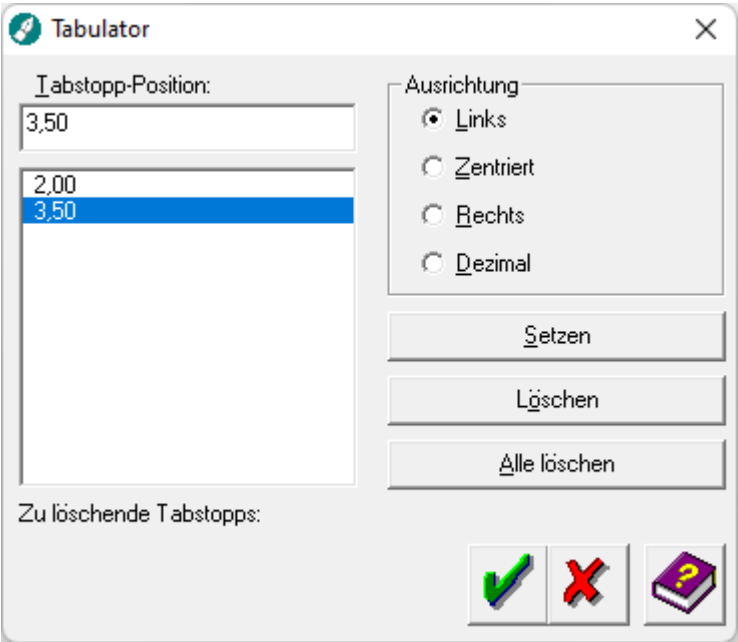 Tabulator
Tabstopp-Position:
3,50
2,00
3,50
Zu löschende Tabstopps:
Ausrichtung
Links
Zentriert
Rechts
Dezimal
Setzen
Löschen
Alle löschen
?